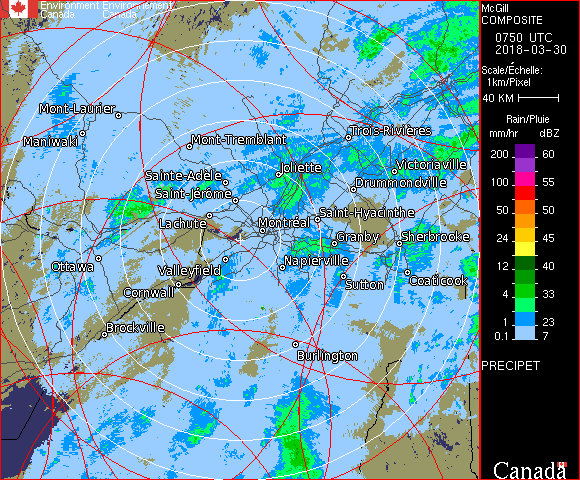 Environment Environnement
Canada Canada
McGill
COMPOSITE
0750 UTC
2018-03-30
Scale/Échelle:
1km/Pixel
40 KM
Rain/Pluie
mm/hr dBZ
200 60
100 55
50 50
24 45
12 40
4 33
1 23
0.1 7
PRECIPET
Canada
Mont-Laurier
Maniwaki
Mont-Tremblant
Trois-Rivières
Sainte-Adèle
Joliette
Victoriaville
Saint-Jérôme
Drummondville
Lachute
Montréal
Saint-Hyacinthe
Granby
Sherbrooke
Ottawa
Valleyfield
Napierville
Cornwall
Sutton
Coaticook
Brockville
Burlington